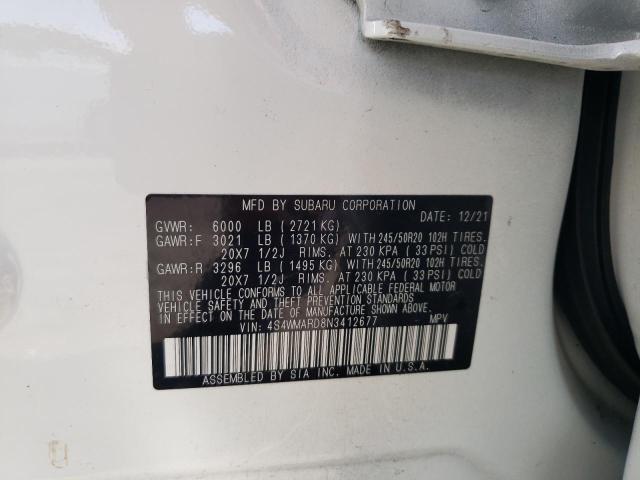 MFD BY SUBARU CORPORATION
DATE: 12/21
GVWR: 6000 LB (2721 KG)
GAWR:F 3021 LB (1370 KG) WITH 245/50R20 102H TIRES.
20X7 1/2J RIMS. AT 230 KPA (33 PSI) COLD
GAWR:R 3296 LB (1495 KG) WITH 245/50R20 102H TIRES.
20X7 1/2J RIMS. AT 230 KPA (33 PSI) COLD
THIS VEHICLE CONFORMS TO ALL APPLICABLE FEDERAL MOTOR
VEHICLE SAFETY AND THEFT PREVENTION STANDARDS
IN EFFECT ON THE DATE OF MANUFACTURE SHOWN ABOVE.
VIN: 4S4WMARD8N3412677 MPV
ASSEMBLED BY SIA INC. MADE IN U.S.A.